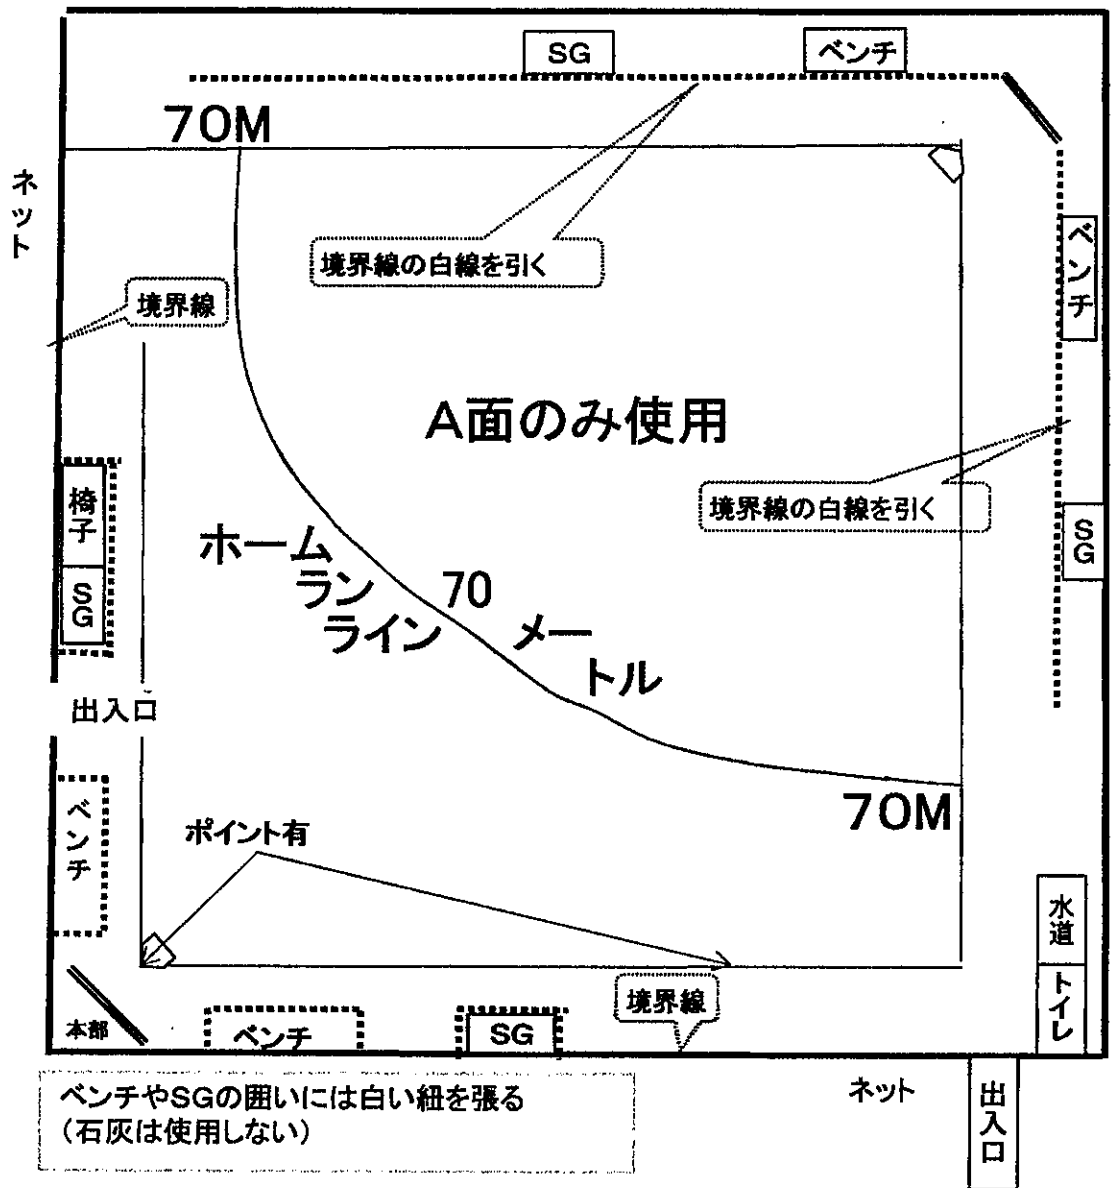 SG
ベンチ
70M
ネット
境界線の白線を引く
ベンチ
境界線
A面のみ使用
境界線の白線を引く
椅子
SG
SG
ホーム
ラン
ライン
70
メー
トル
出入口
70M
ベンチ
ポイント有
水道
トイレ
境界線
本部
ベンチ
SG
ベンチやSGの囲いには白い紐を張る
(石灰は使用しない)
ネット
出入口